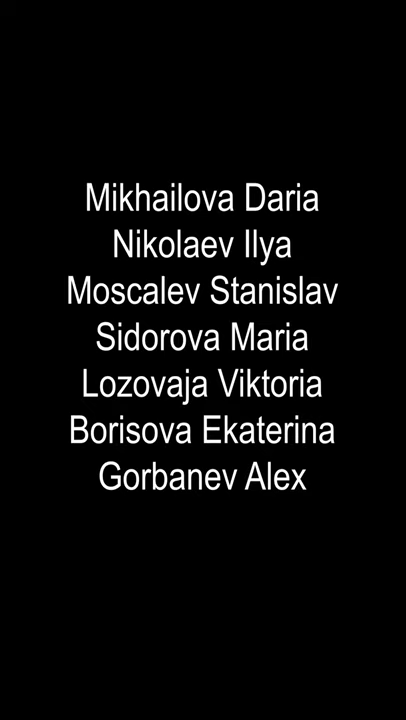 Mikhailova Daria
Nikolaev Ilya
Moscalev Stanislav
Sidorova Maria
Lozovaja Viktoria
Borisova Ekaterina
Gorbanev Alex